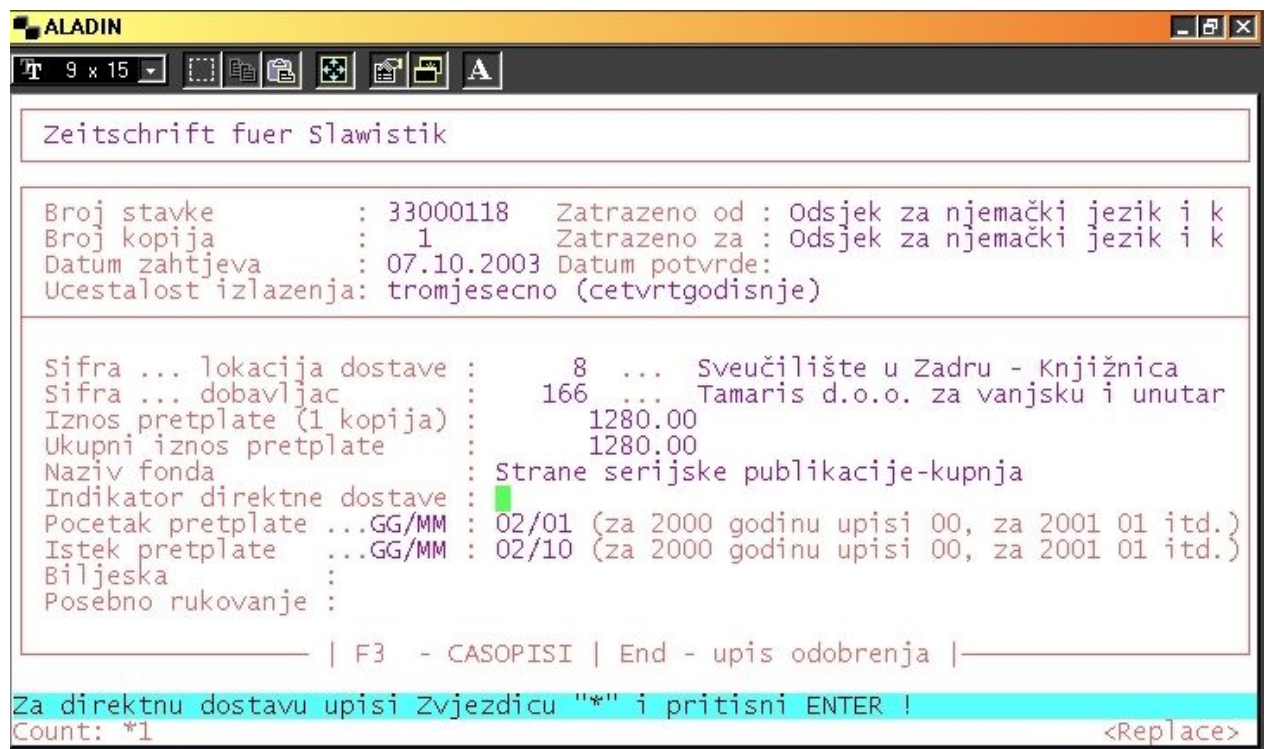 ALADIN
9 x 15
A
Zeitschrift fuer Slawistik
Broj stavke : 33000118 Zatrazeno od : Odsjek za njemački jezik i k
Broj kopija : 1 Zatrazeno za : Odsjek za njemački jezik i k
Datum zahtjeva : 07.10.2003 Datum potvrde:
Ucestalost izlazenja: tromjesecno (cetvrtgodisnje)
Sifra ... lokacija dostave : 8 ... Sveučilište u Zadru - Knjižnica
Sifra ... dobavljac : 166 ... Tamaris d.o.o. za vanjsku i unutar
Iznos pretplate (1 kopija) : 1280.00
Ukupni iznos pretplate : 1280.00
Naziv fonda : Strane serijske publikacije-kupnja
Indikator direktne dostave :
Pocetak pretplate ...GG/MM : 02/01 (za 2000 godinu upisi 00, za 2001 01 itd.)
Istek pretplate ...GG/MM : 02/10 (za 2000 godinu upisi 00, za 2001 01 itd.)
Biljeska :
Posebno rukovanje :
| F3 - CASOPISI | End - upis odobrenja |
Za direktnu dostavu upisi Zvjezdicu "*" i pritisni ENTER !
Count: *1 <Replace>